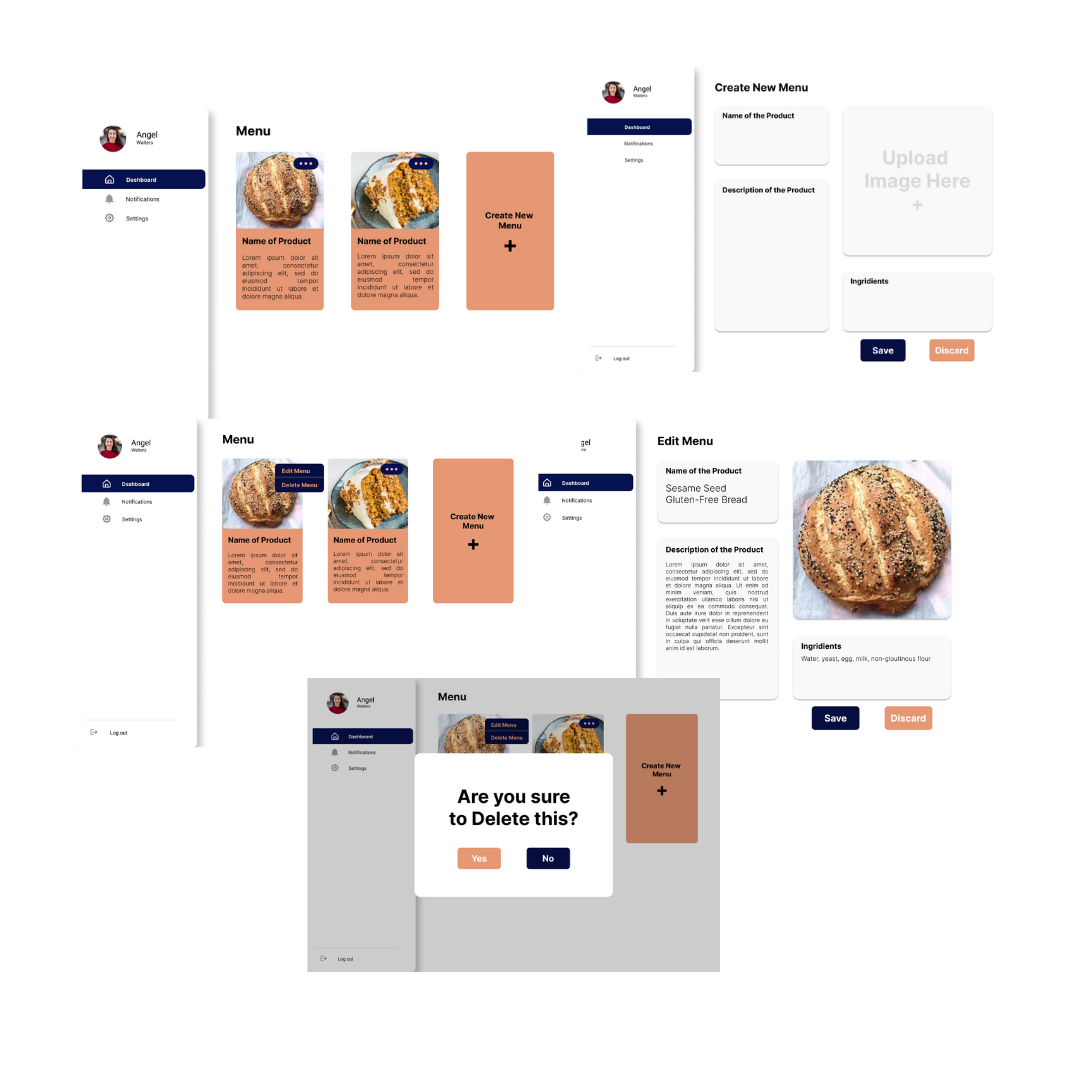 Angel
Walters
Dashboard
Notifications
Settings
Menu
Name of Product
Lorem ipsum dolor sit
amet, consectetur
adipiscing elit, sed do
eiusmod tempor
incididunt ut labore et
dolore magna aliqua.
Name of Product
Lorem ipsum dolor sit
amet, consectetur
adipiscing elit, sed do
eiusmod tempor
incididunt ut labore et
dolore magna aliqua.
Create New
Menu
+
Angel
Walters
Dashboard
Notifications
Settings
Log out
Create New Menu
Name of the Product
Description of the Product
Upload
Image Here
+
Ingridients
Save
Discard
Angel
Walters
Dashboard
Notifications
Settings
Log out
Menu
Edit Menu
Delete Menu
Name of Product
Lorem ipsum dolor sit
amet, consectetur
adipiscing elit, sed do
eiusmod tempor
incididunt ut labore et
dolore magna aliqua.
Name of Product
Lorem ipsum dolor sit
amet, consectetur
adipiscing elit, sed do
eiusmod tempor
incididunt ut labore et
dolore magna aliqua.
Create New
Menu
+
gel
Dashboard
Notifications
Settings
Edit Menu
Name of the Product
Sesame Seed
Gluten-Free Bread
Description of the Product
Lorem ipsum dolor sit amet,
consectetur adipiscing elit, sed do
eiusmod tempor incididunt ut labore
et dolore magna aliqua. Ut enim ad
minim veniam, quis nostrud
exercitation ullamco laboris nisi ut
aliquip ex ea commodo consequat.
Duis aute irure dolor in reprehenderit
in voluptate velit esse cillum dolore eu
fugiat nulla pariatur. Excepteur sint
occaecat cupidatat non proident, sunt
in culpa qui officia deserunt mollit
anim id est laborum.
Ingridients
Water, yeast, egg, milk, non-gloutinous flour
Save
Discard
Angel
Walters
Dashboard
Notifications
Settings
Log out
Menu
Edit Menu
Delete Menu
Create New
Menu
+
Are you sure
to Delete this?
Yes
No